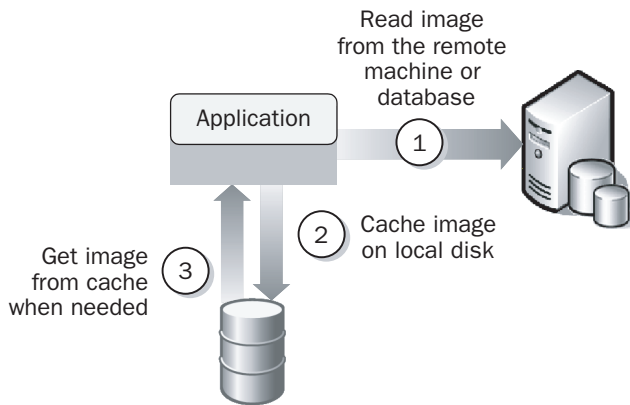 Read image
from the remote
machine or
database
Application
1
2
Cache image
on local disk
Get image
from cache
when needed
3